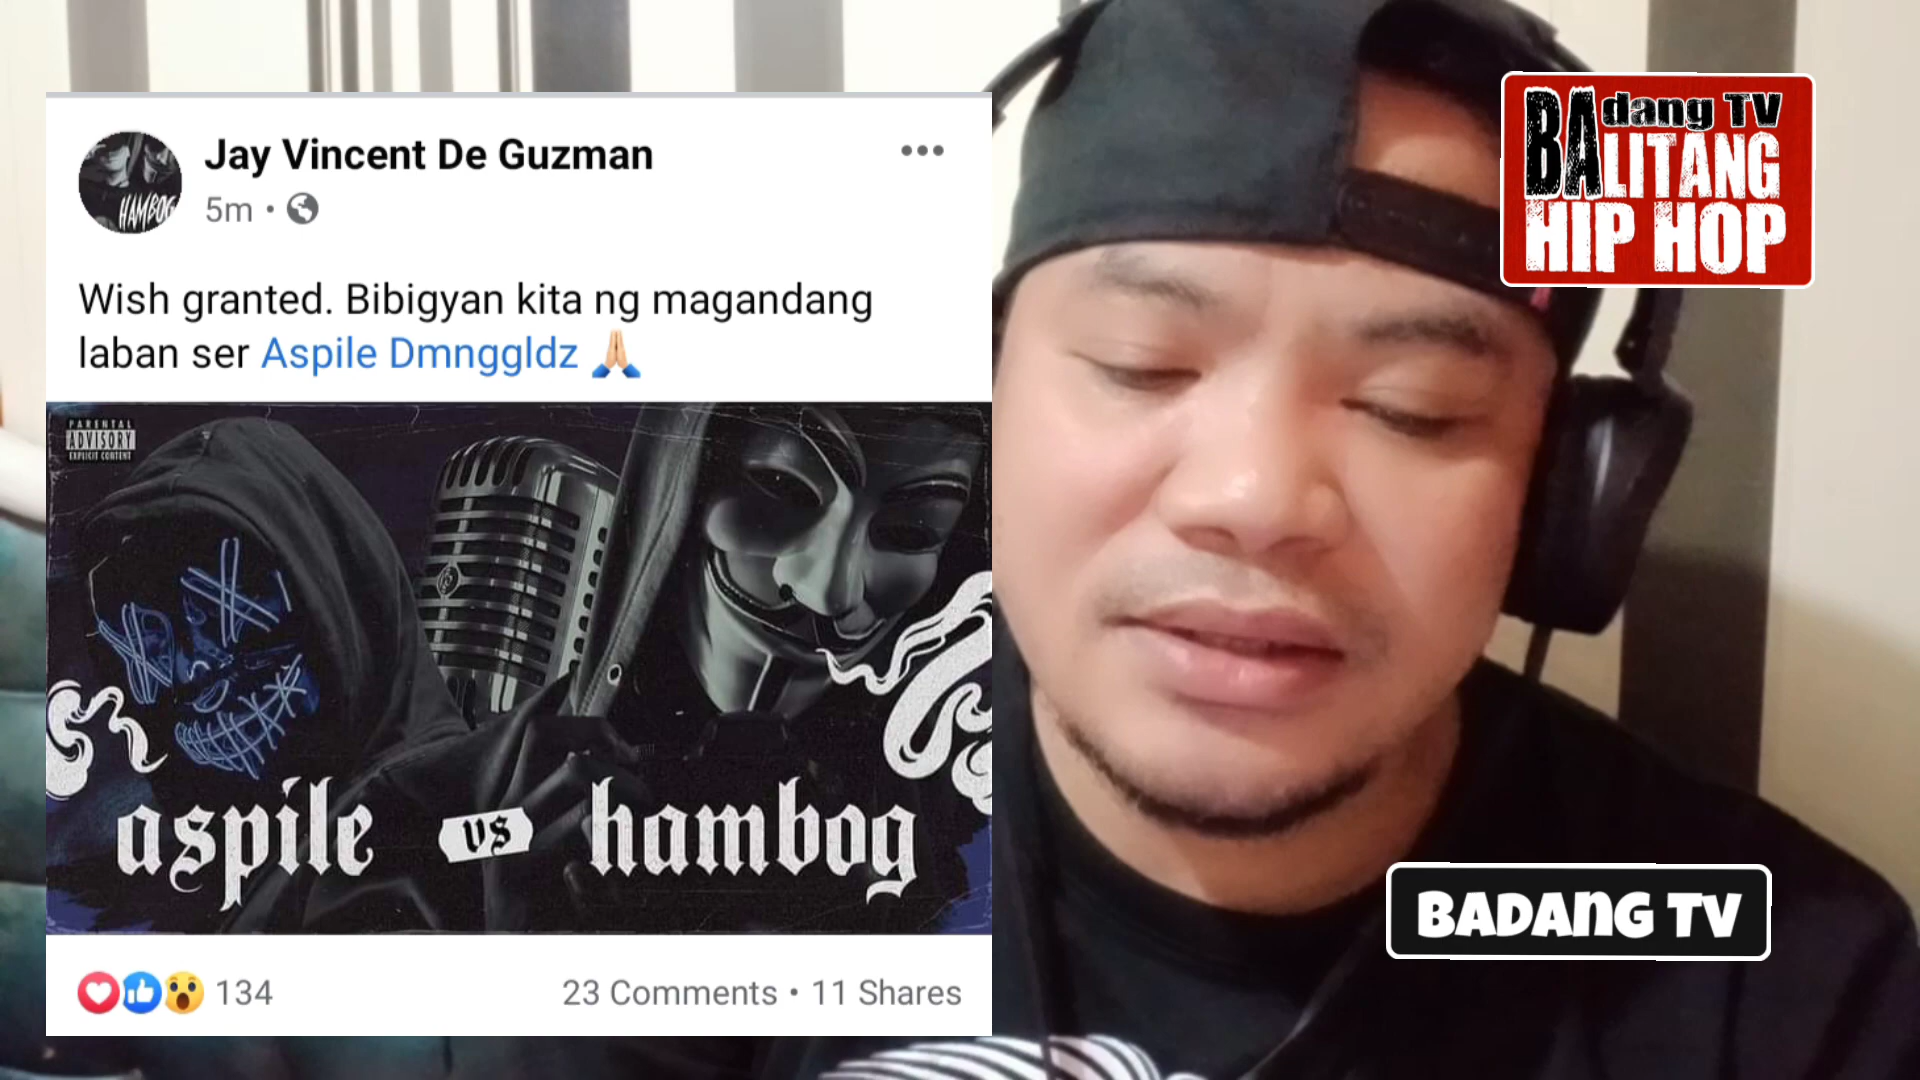 Jay Vincent De Guzman
5m
Wish granted. Bibigyan kita ng magandang
laban ser Aspile Dmnggldz
PARENTAL
ADVISORY
EXPLICIT CONTENT
HAMBOG
aspile vs hambog
134
23 Comments • 11 Shares
BAdang TV
BALITANG
HIP HOP
BADANG TV